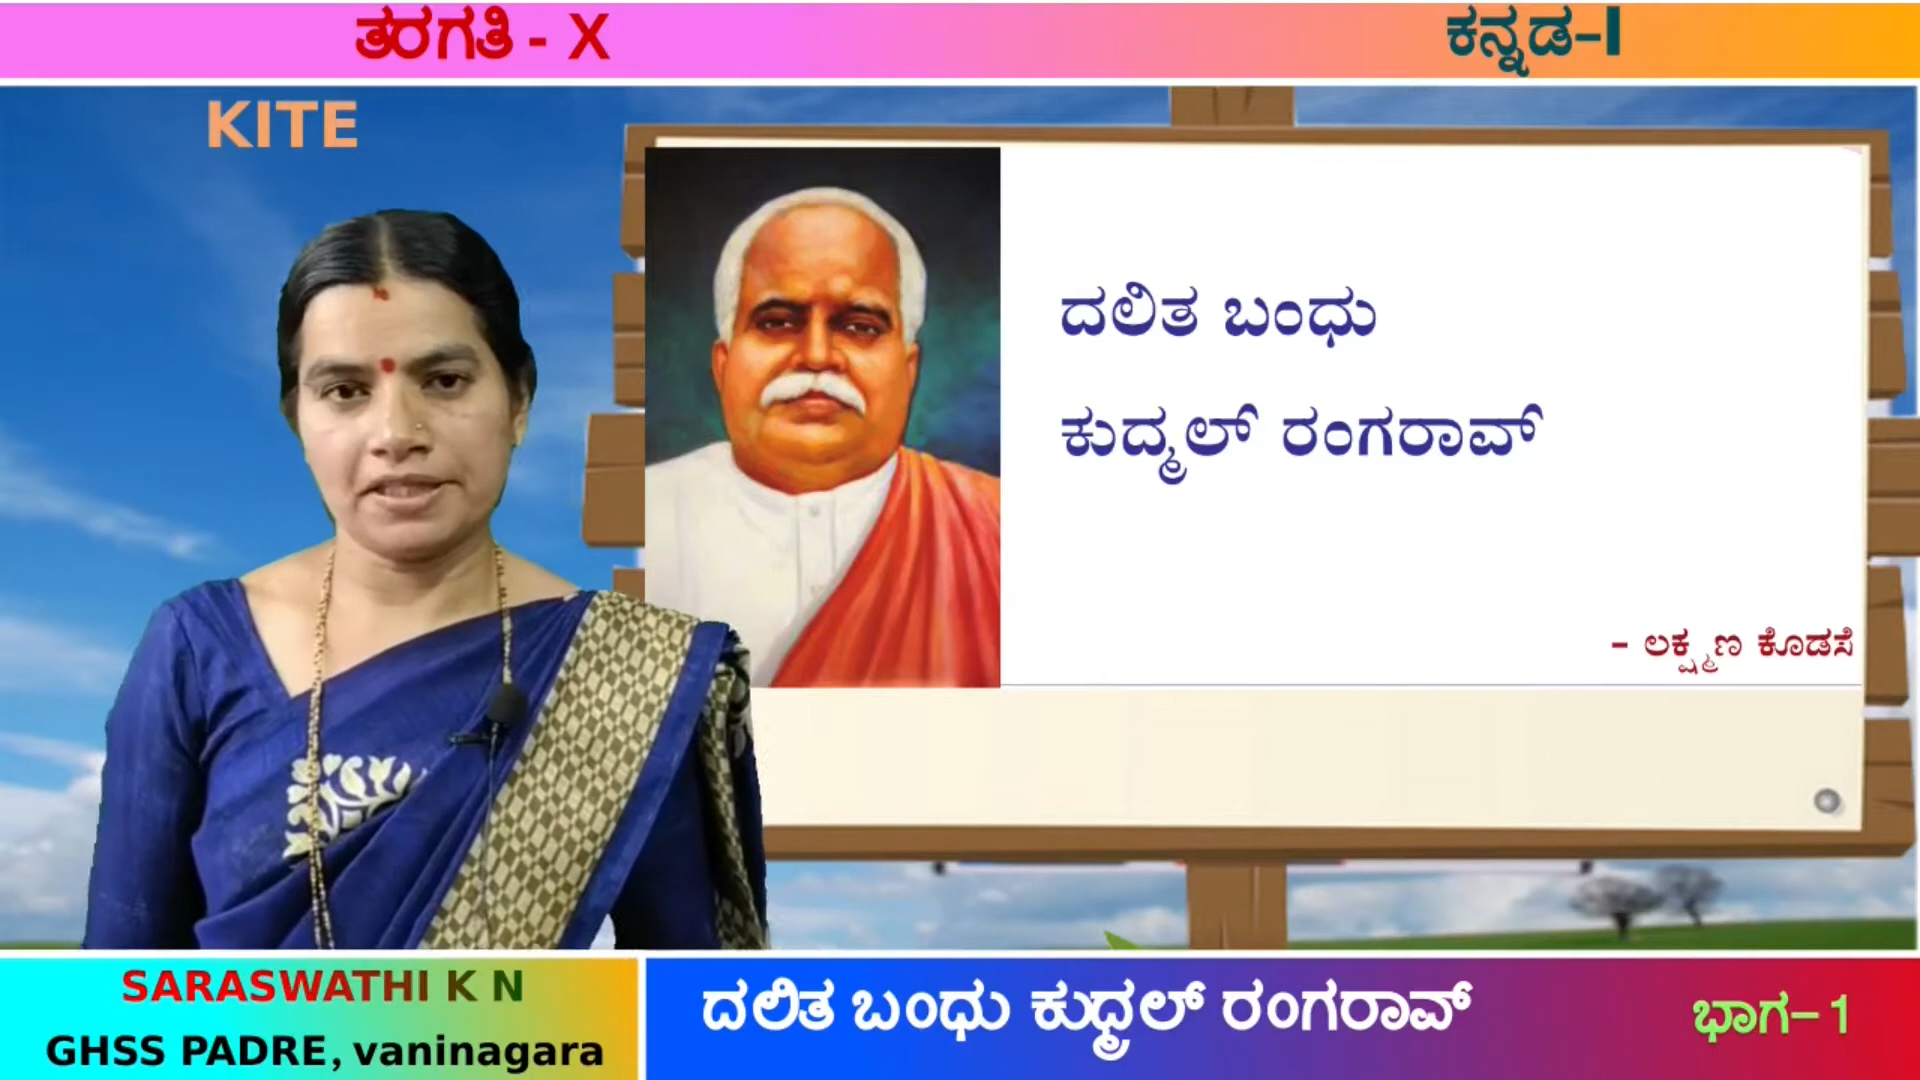 ತರಗತಿ - X
ಕನ್ನಡ-I
KITE
ದಲಿತ ಬಂಧು
ಕುದ್ಮಲ್ ರಂಗರಾವ್
- ಲಕ್ಷ್ಮಣ ಕೊಡಸೆ
SARASWATHI K N
GHSS PADRE, vaninagara
ದಲಿತ ಬಂಧು ಕುದ್ಮಲ್ ರಂಗರಾವ್
ಭಾಗ-1